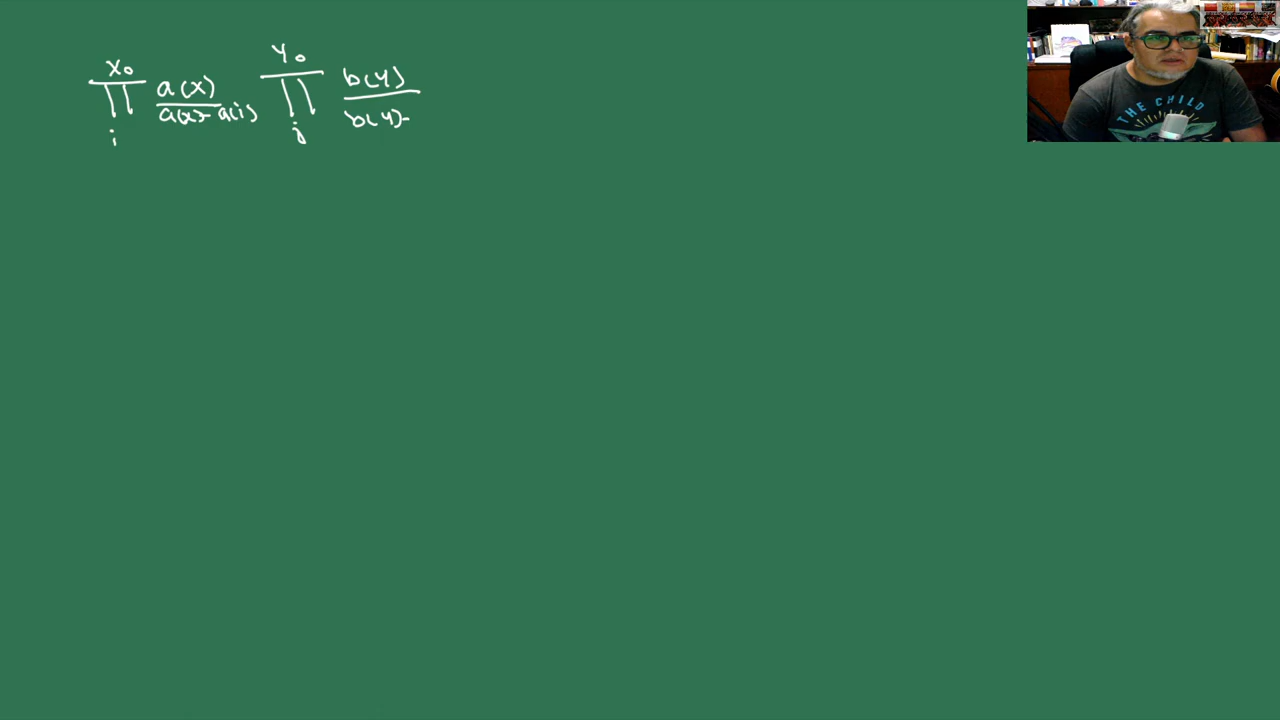 x₀ y₀
∏ a(x)/a(x)-a(i) ∏ b(y)/b(y)-
i j
THE CHILD